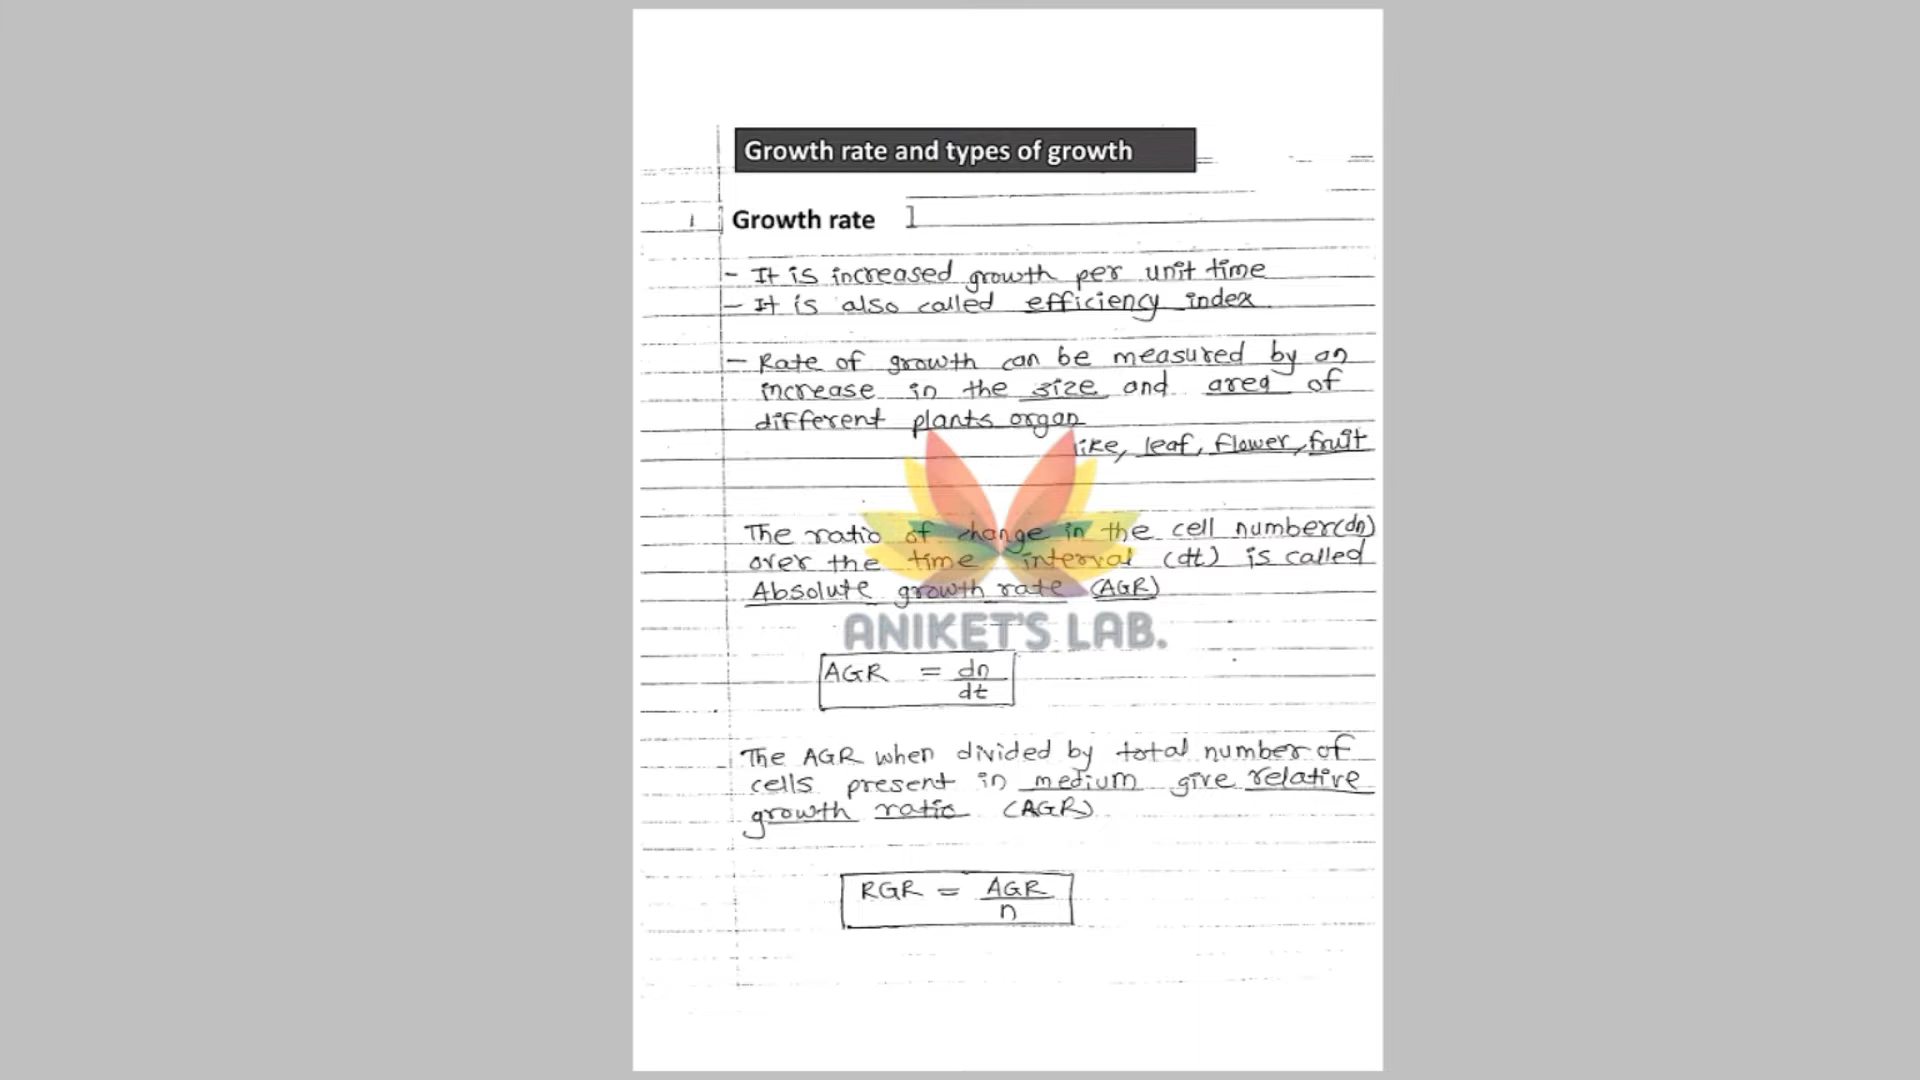 Growth rate and types of growth
Growth rate
- It is increased growth per unit time
- It is also called efficiency index
- Rate of growth can be measured by an
increase in the size and area of
different plants organ
like, leaf, flower, fruit
The ratio of change in the cell number(dn)
over the time interval (dt) is called
Absolute growth rate (AGR)
ANIKET'S LAB.
AGR = dn
dt
The AGR when divided by total number of
cells present in medium give relative
growth ratio (AGR)
RGR = AGR
n